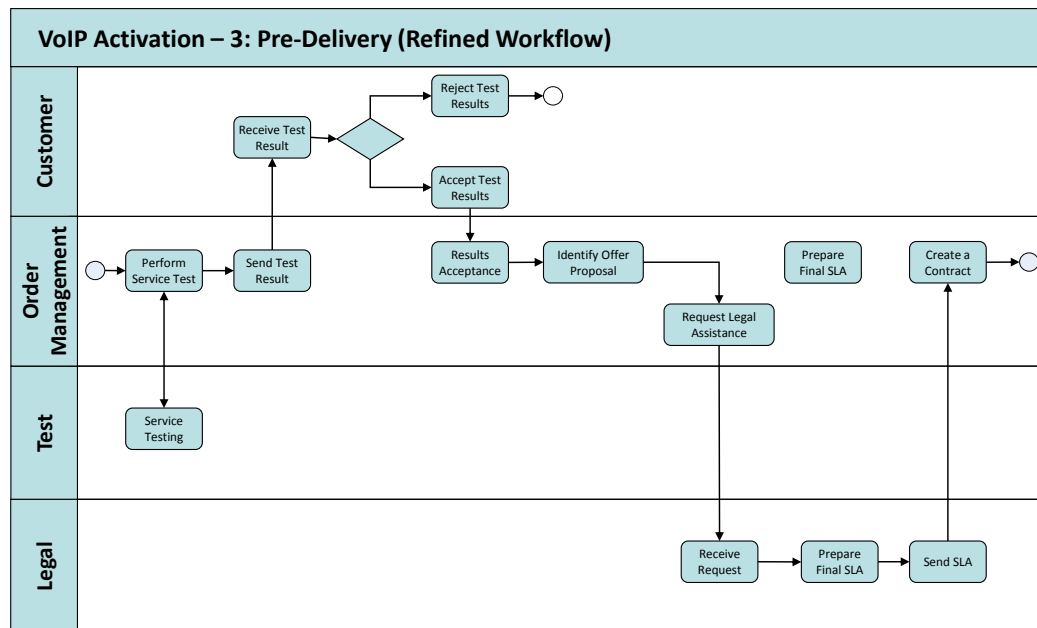 VoIP Activation – 3: Pre-Delivery (Refined Workflow)
Customer
Reject Test
Results
Receive Test
Result
Accept Test
Results
Order
Management
Perform
Service Test
Send Test
Result
Results
Acceptance
Identify Offer
Proposal
Request Legal
Assistance
Prepare
Final SLA
Create a
Contract
Test
Service
Testing
Legal
Receive
Request
Prepare
Final SLA
Send SLA